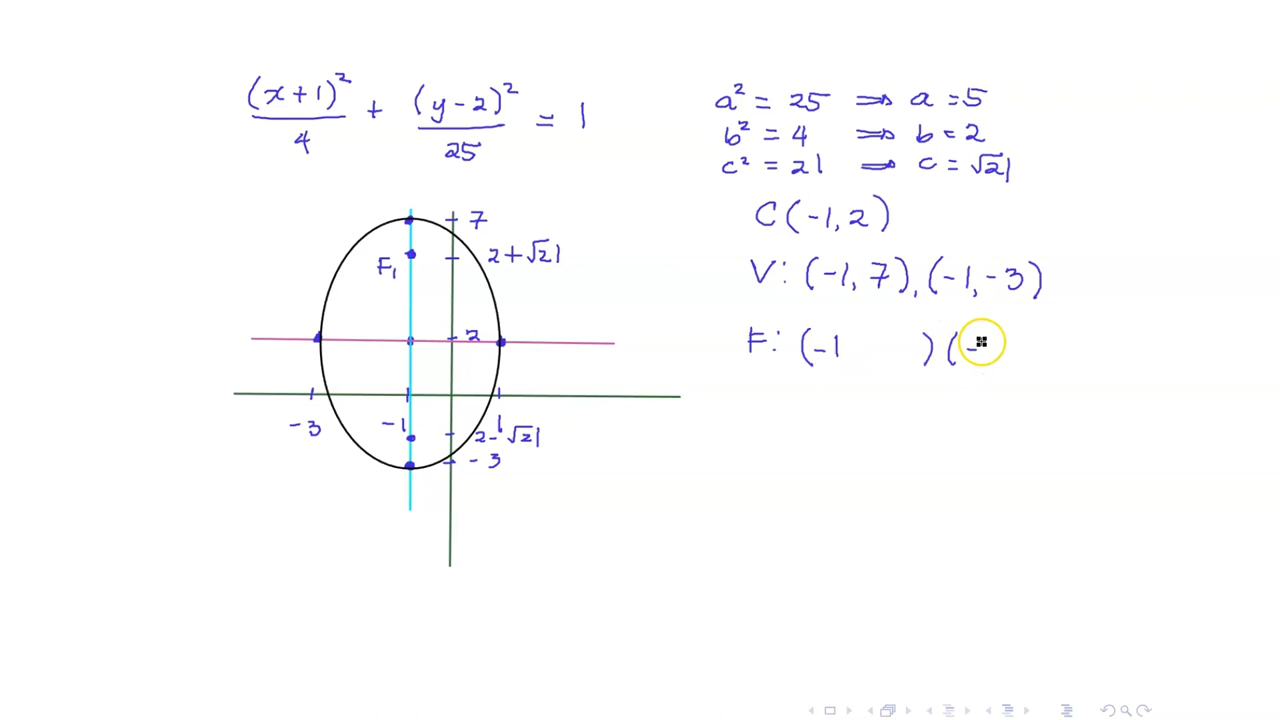 (x+1)²/4 + (y-2)²/25 = 1
a² = 25 ⇒ a = 5
b² = 4 ⇒ b = 2
c² = 21 ⇒ c = √21
C(-1, 2)
V: (-1, 7), (-1, -3)
F: (-1 ) (-
7
F₁
2+√21
2
-3
-1
1
2-√21
-3